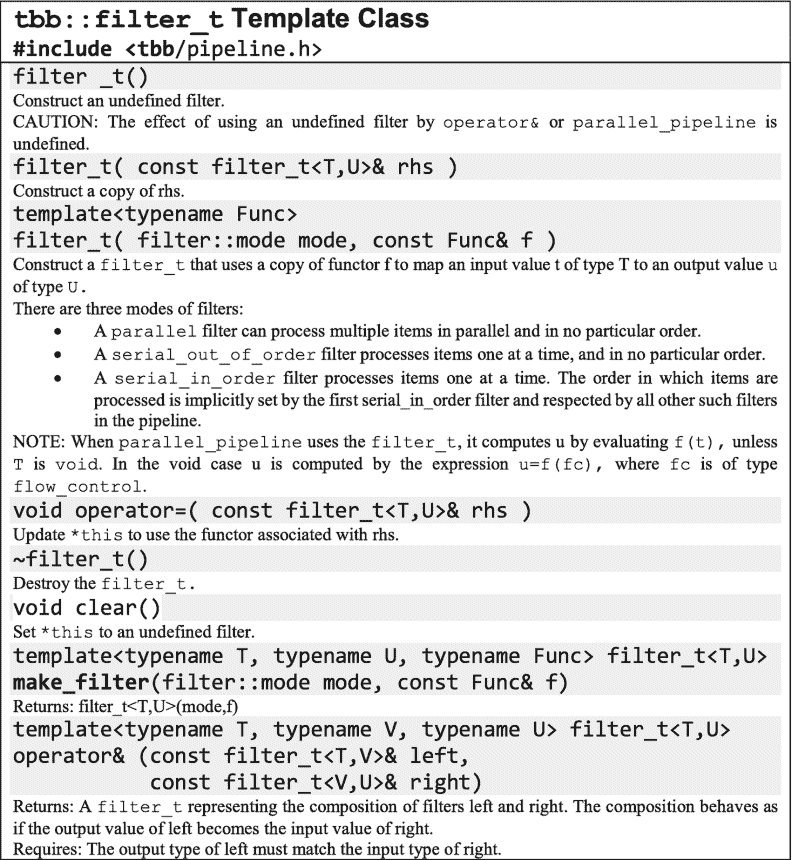 tbb::filter_t Template Class
#include <tbb/pipeline.h>
filter _t()
Construct an undefined filter.
CAUTION: The effect of using an undefined filter by operator& or parallel_pipeline is
undefined.
filter_t( const filter_t<T,U>& rhs )
Construct a copy of rhs.
template<typename Func>
filter_t( filter::mode mode, const Func& f )
Construct a filter_t that uses a copy of functor f to map an input value t of type T to an output value u
of type U.
There are three modes of filters:
• A parallel filter can process multiple items in parallel and in no particular order.
• A serial_out_of_order filter processes items one at a time, and in no particular order.
• A serial_in_order filter processes items one at a time. The order in which items are
processed is implicitly set by the first serial_in_order filter and respected by all other such filters
in the pipeline.
NOTE: When parallel_pipeline uses the filter_t, it computes u by evaluating f(t), unless
T is void. In the void case u is computed by the expression u=f(fc), where fc is of type
flow_control.
void operator=( const filter_t<T,U>& rhs )
Update *this to use the functor associated with rhs.
~filter_t()
Destroy the filter_t.
void clear()
Set *this to an undefined filter.
template<typename T, typename U, typename Func> filter_t<T,U>
make_filter(filter::mode mode, const Func& f)
Returns: filter_t<T,U>(mode,f)
template<typename T, typename V, typename U> filter_t<T,U>
operator& (const filter_t<T,V>& left,
const filter_t<V,U>& right)
Returns: A filter_t representing the composition of filters left and right. The composition behaves as
if the output value of left becomes the input value of right.
Requires: The output type of left must match the input type of right.